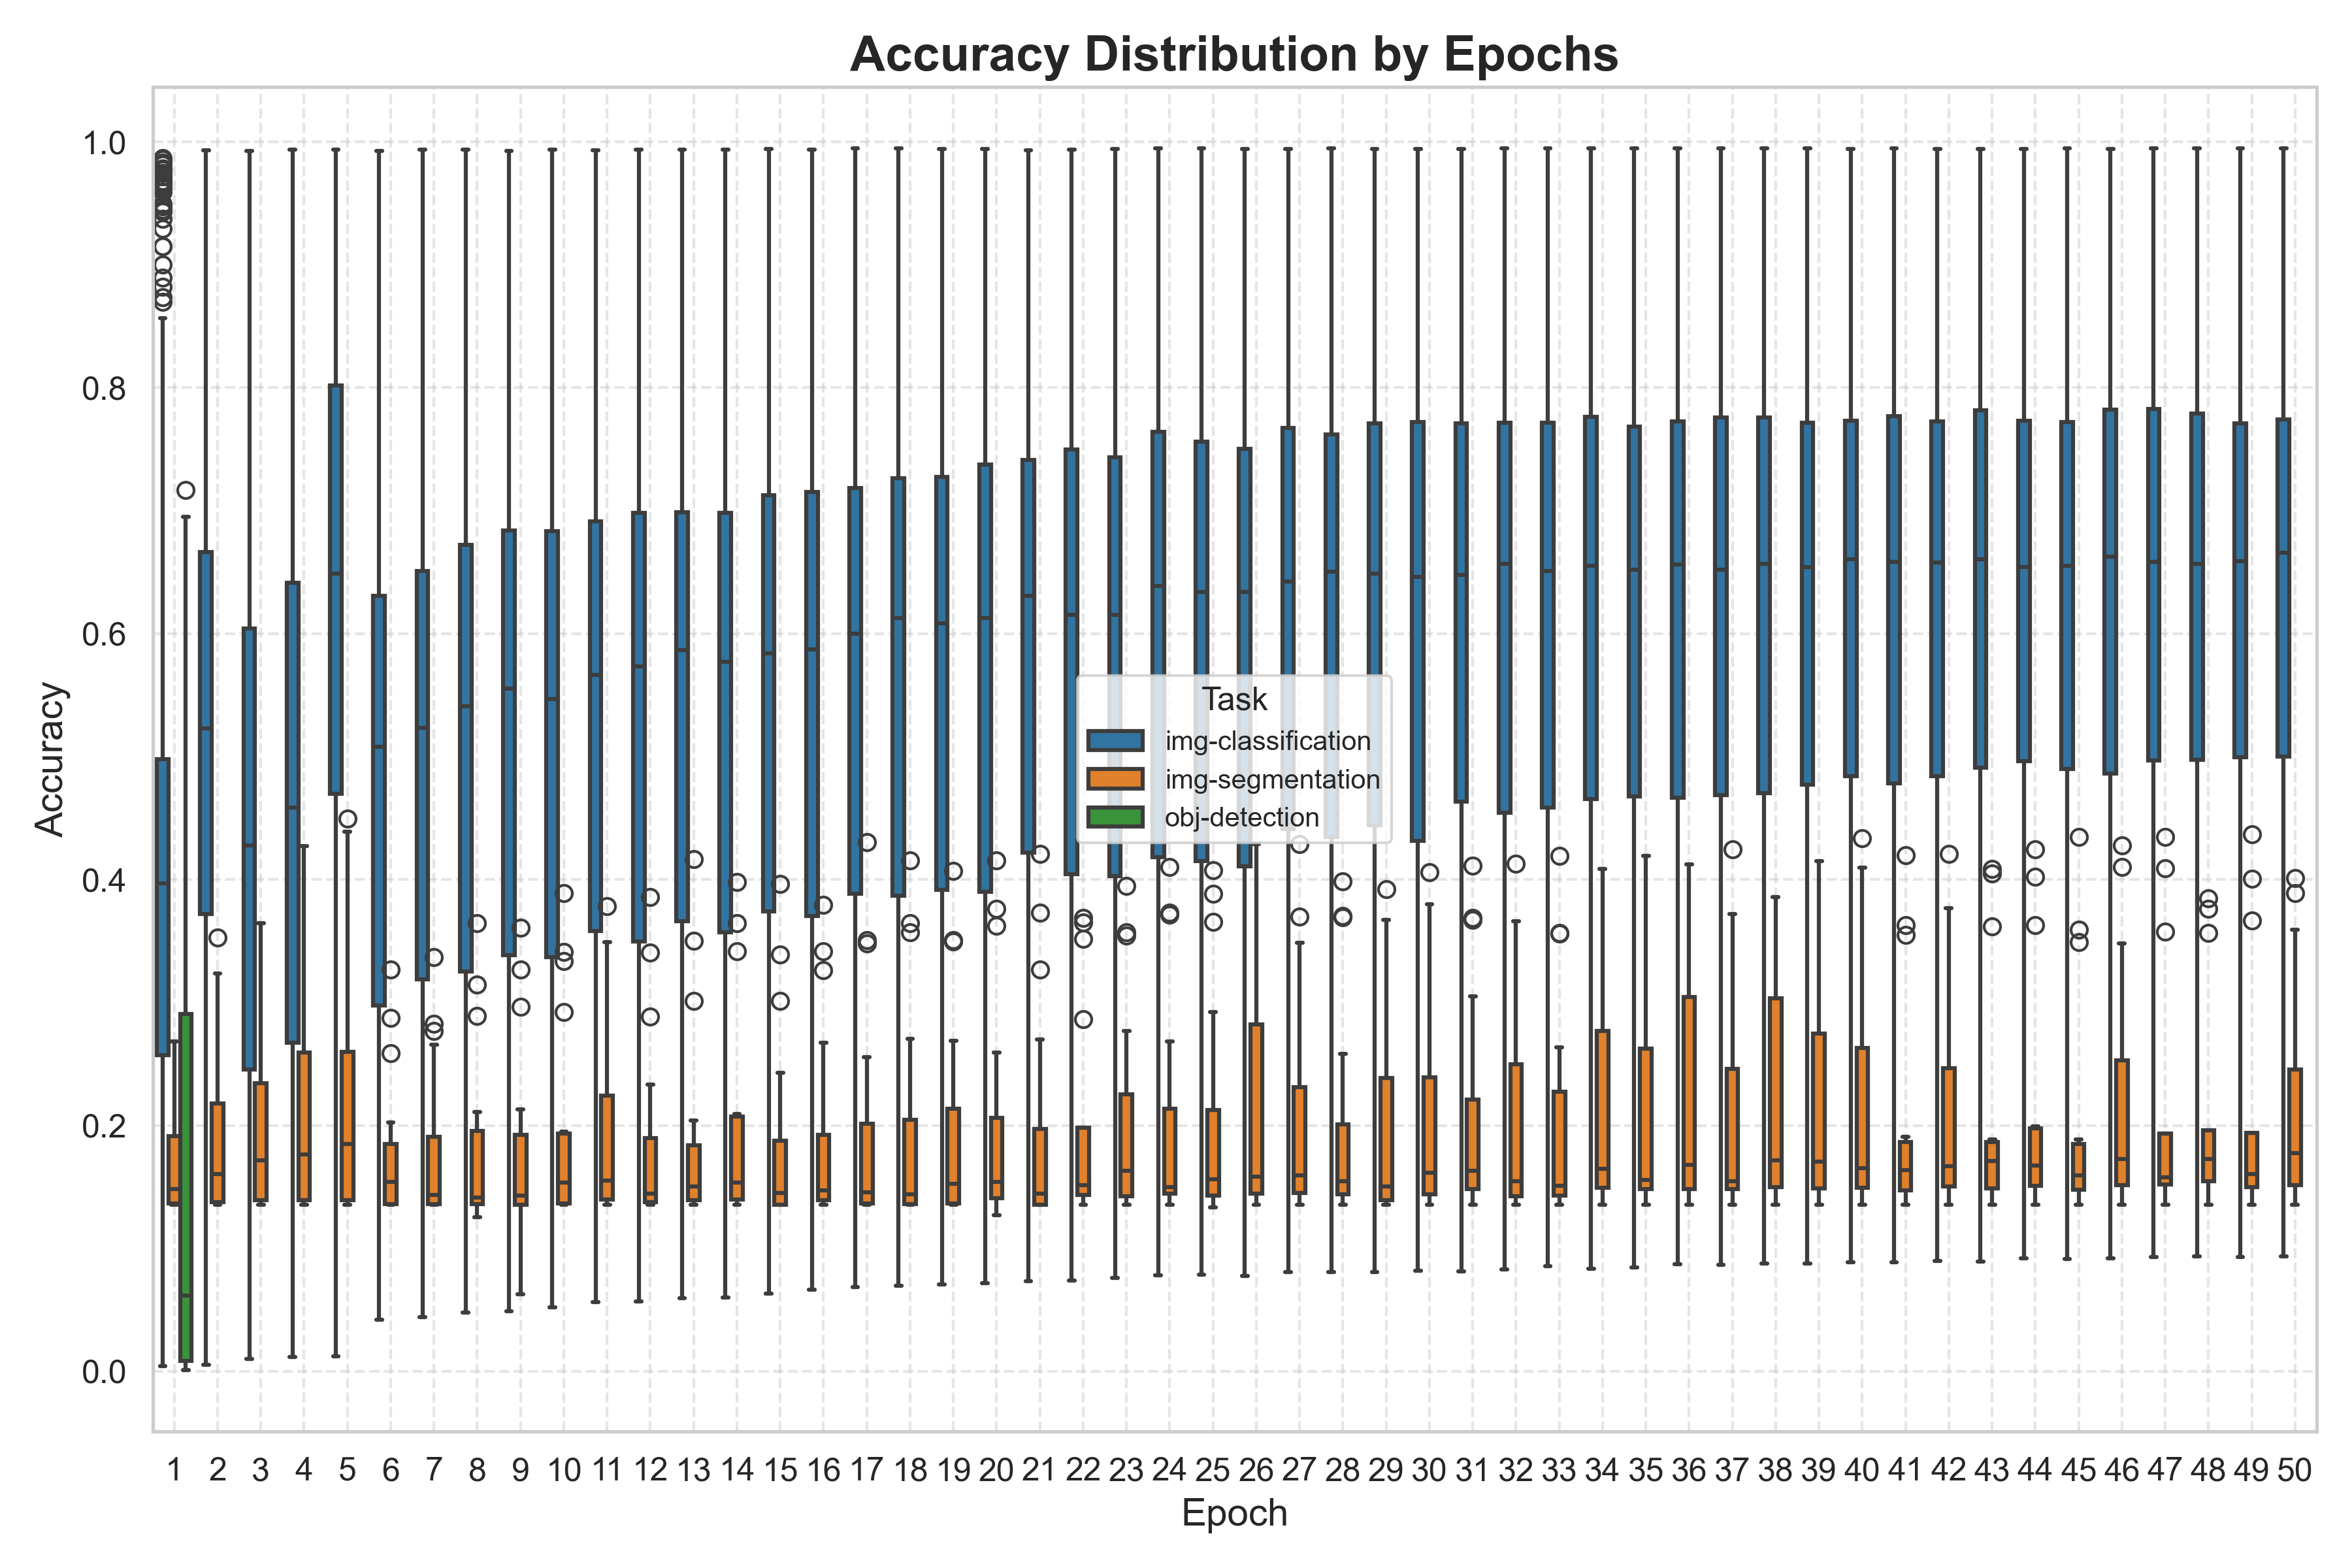 Accuracy Distribution by Epochs
Accuracy
1.0
0.8
0.6
0.4
0.2
0.0
Task
img-classification
img-segmentation
obj-detection
1 2 3 4 5 6 7 8 9 10 11 12 13 14 15 16 17 18 19 20 21 22 23 24 25 26 27 28 29 30 31 32 33 34 35 36 37 38 39 40 41 42 43 44 45 46 47 48 49 50
Epoch